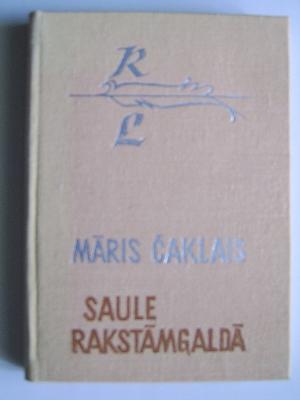 R
L
MĀRIS ČAKLAIS
SAULE
RAKSTĀMGALDĀ